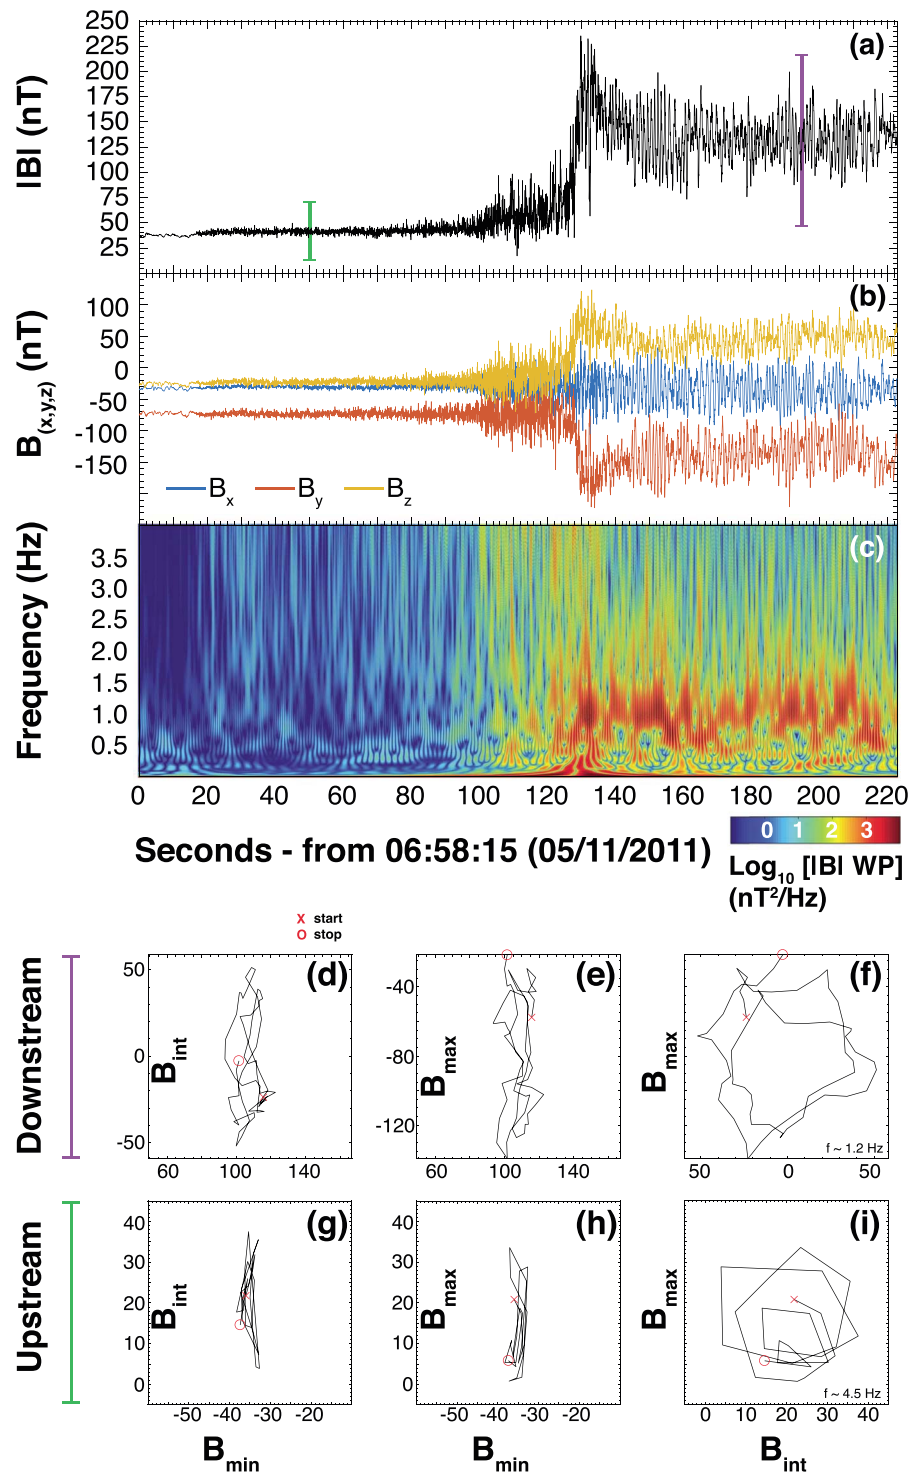 (a)
|B| (nT)
250
225
200
175
150
125
100
75
50
25
(b)
B(x,y,z) (nT)
100
50
0
-50
-100
-150
Bx By Bz
(c)
Frequency (Hz)
3.5
3.0
2.5
2.0
1.5
1.0
0.5
0 20 40 60 80 100 120 140 160 180 200 220
Seconds - from 06:58:15 (05/11/2011)
0 1 2 3
Log10 [|B| WP]
(nT2/Hz)
x start
o stop
Downstream
(d)
Bint
50
0
-50
60 100 140
(e)
Bmax
-40
-80
-120
60 100 140
(f)
Bmax
f ~ 1.2 Hz
50 0 50
Upstream
(g)
Bint
40
30
20
10
0
-50 -40 -30 -20
Bmin
(h)
Bmax
40
30
20
10
0
-50 -40 -30 -20
Bmin
(i)
Bmax
f ~ 4.5 Hz
0 10 20 30 40
Bint